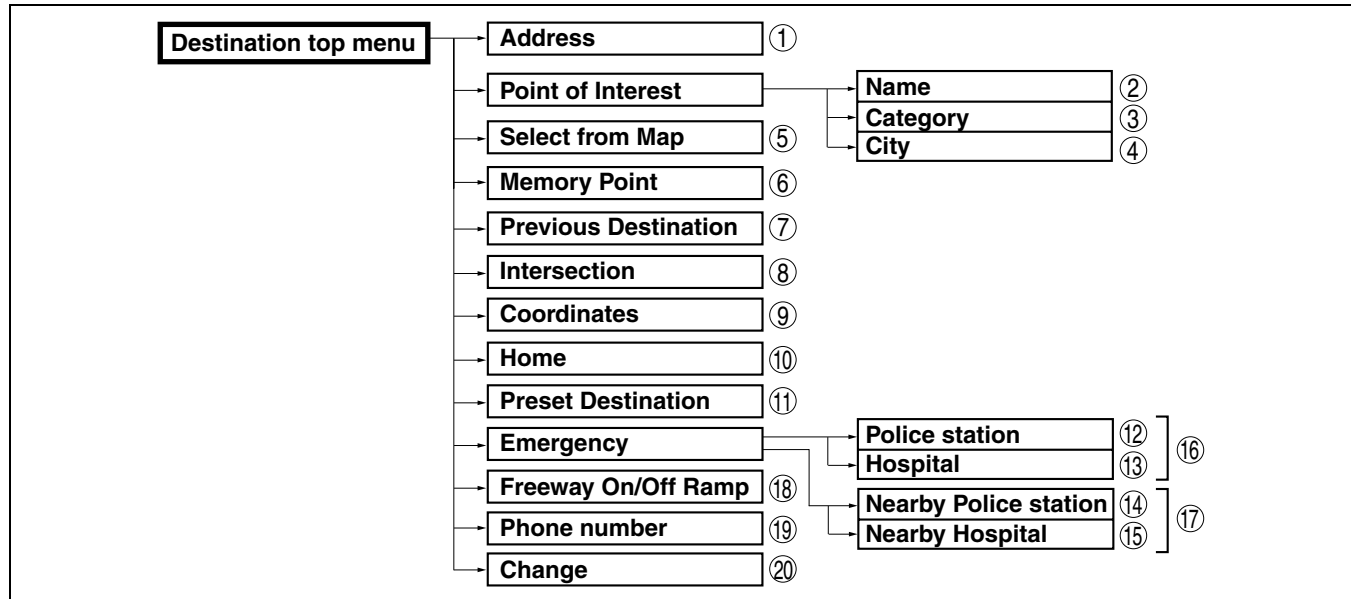 Destination top menu
Address ①
Point of Interest
Name ②
Category ③
City ④
Select from Map ⑤
Memory Point ⑥
Previous Destination ⑦
Intersection ⑧
Coordinates ⑨
Home ⑩
Preset Destination ⑪
Emergency
Police station ⑫
Hospital ⑬
⑯
Nearby Police station ⑭
Nearby Hospital ⑮
⑰
Freeway On/Off Ramp ⑱
Phone number ⑲
Change ⑳